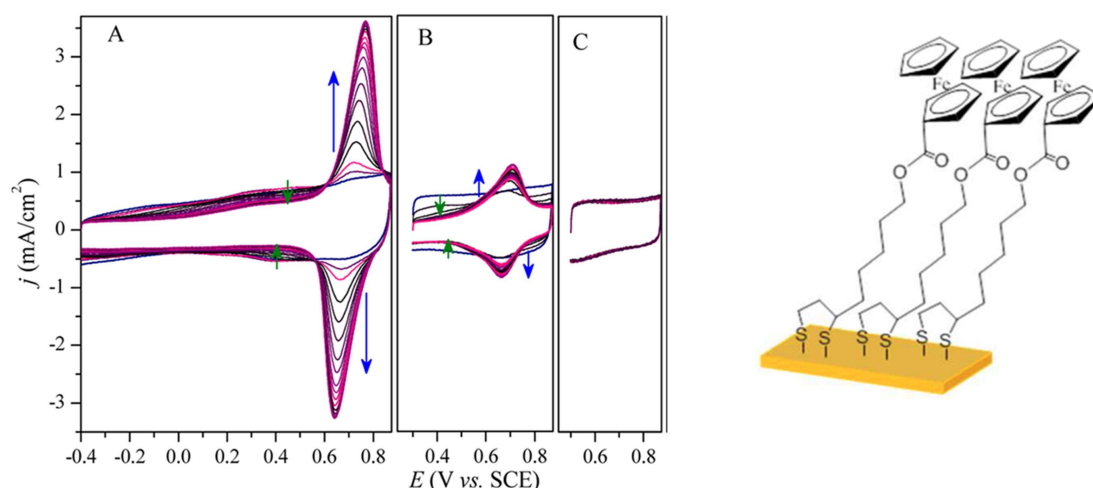 A
B
C
3
2
1
0
-1
-2
-3
j (mA/cm²)
-0.4 -0.2 0.0 0.2 0.4 0.6 0.8
0.4 0.6 0.8
0.6 0.8
E (V vs. SCE)
Fe Fe Fe
O O O
O O O
S S S S S S